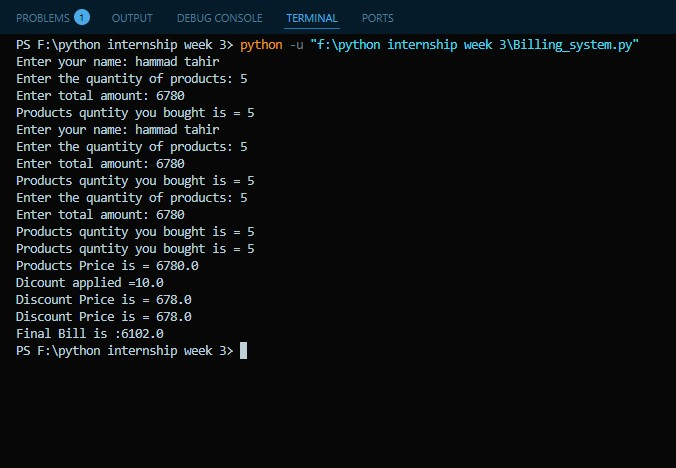 PROBLEMS 1 OUTPUT DEBUG CONSOLE TERMINAL PORTS
PS F:\python internship week 3> python -u "f:\python internship week 3\Billing_system.py"
Enter your name: hammad tahir
Enter the quantity of products: 5
Enter total amount: 6780
Products quntity you bought is = 5
Enter your name: hammad tahir
Enter the quantity of products: 5
Enter total amount: 6780
Products quntity you bought is = 5
Enter the quantity of products: 5
Enter total amount: 6780
Products quntity you bought is = 5
Products quntity you bought is = 5
Products Price is = 6780.0
Dicount applied =10.0
Discount Price is = 678.0
Discount Price is = 678.0
Final Bill is :6102.0
PS F:\python internship week 3>